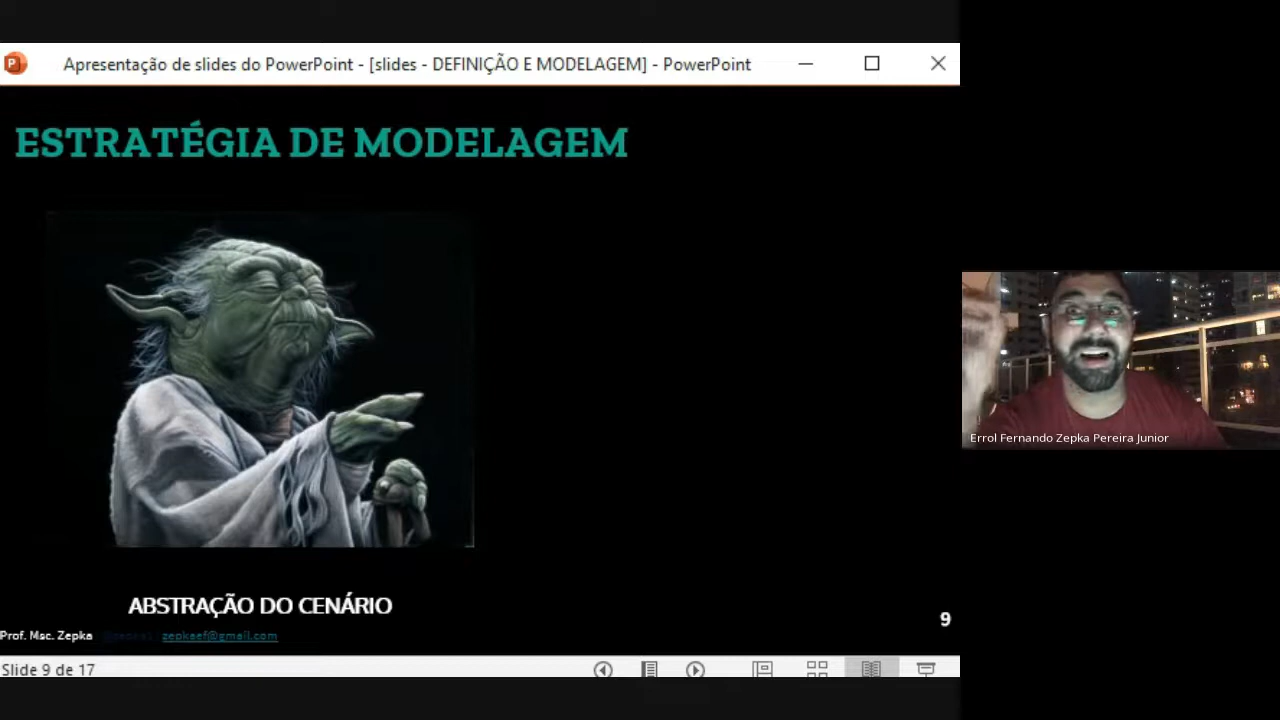 Apresentação de slides do PowerPoint - [slides - DEFINIÇÃO E MODELAGEM] - PowerPoint
ESTRATÉGIA DE MODELAGEM
Errol Fernando Zepka Pereira Junior
ABSTRAÇÃO DO CENÁRIO
9
Prof. Msc. Zepka zepkaef@gmail.com
Slide 9 de 17